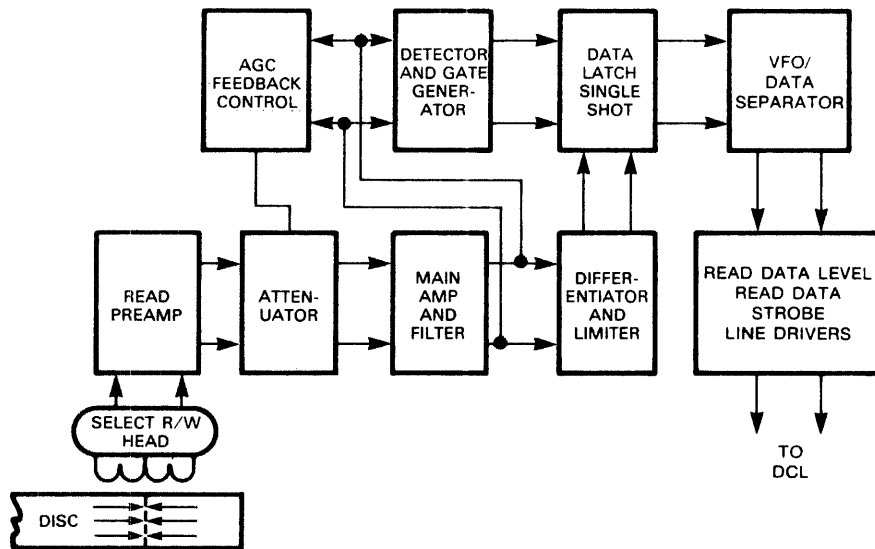 AGC
FEEDBACK
CONTROL
DETECTOR
AND GATE
GENER-
ATOR
DATA
LATCH
SINGLE
SHOT
VFO/
DATA
SEPARATOR
READ
PREAMP
ATTEN-
UATOR
MAIN
AMP
AND
FILTER
DIFFER-
ENTIATOR
AND
LIMITER
READ DATA LEVEL
READ DATA
STROBE
LINE DRIVERS
SELECT R/W
HEAD
TO
DCL
DISC